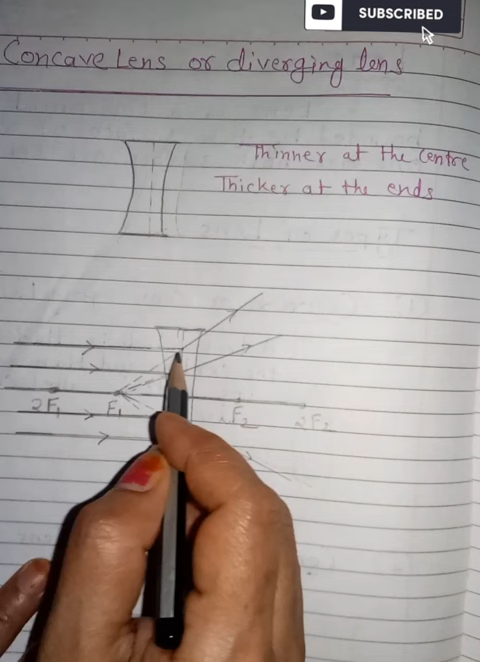 SUBSCRIBED
Concave Lens or diverging lens
Thinner at the centre
Thicker at the ends
2F₁ F₁ F₂ 2F₂